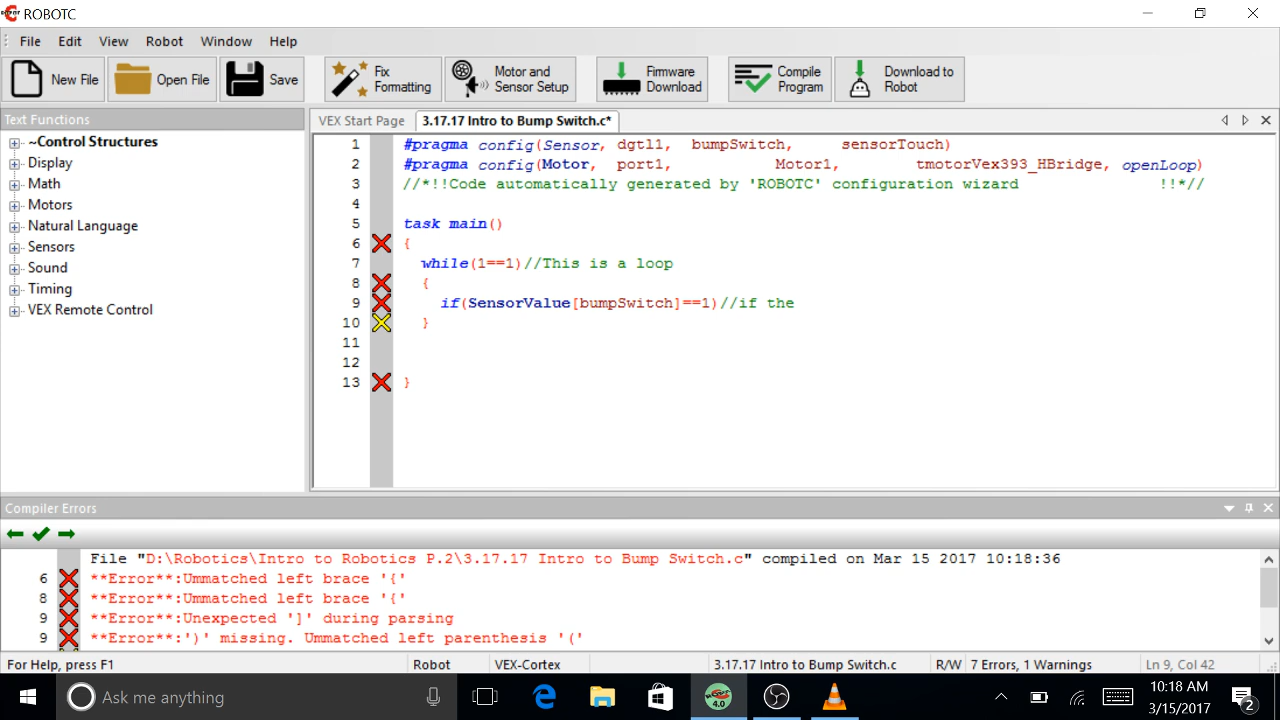 ROBOTC
File Edit View Robot Window Help
New File Open File Save Fix Formatting Motor and Sensor Setup Firmware Download Compile Program Download to Robot
Text Functions
~Control Structures
Display
Math
Motors
Natural Language
Sensors
Sound
Timing
VEX Remote Control
VEX Start Page 3.17.17 Intro to Bump Switch.c*
1 #pragma config(Sensor, dgtl1, bumpSwitch, sensorTouch)
2 #pragma config(Motor, port1, Motor1, tmotorVex393_HBridge, openLoop)
3 //*!!Code automatically generated by 'ROBOTC' configuration wizard !!*//
4
5 task main()
6 {
7 while(1==1)//This is a loop
8 {
9 if(SensorValue[bumpSwitch]==1)//if the
10 }
11
12
13 }
Compiler Errors
File "D:\Robotics\Intro to Robotics P.2\3.17.17 Intro to Bump Switch.c" compiled on Mar 15 2017 10:18:36
6 **Error**:Ummatched left brace '{'
8 **Error**:Ummatched left brace '{'
9 **Error**:Unexpected ']' during parsing
9 **Error**:')' missing. Ummatched left parenthesis '('
For Help, press F1 Robot VEX-Cortex 3.17.17 Intro to Bump Switch.c R/W 7 Errors, 1 Warnings Ln 9, Col 42
Ask me anything
4.0
10:18 AM
3/15/2017
2